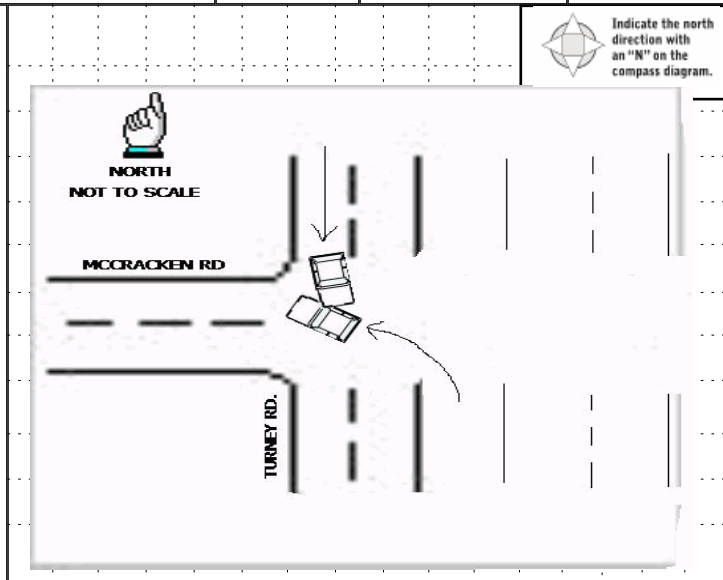 Indicate the north
direction with
an "N" on the
compass diagram.
NORTH
NOT TO SCALE
MCCRACKEN RD
TURNEY RD.